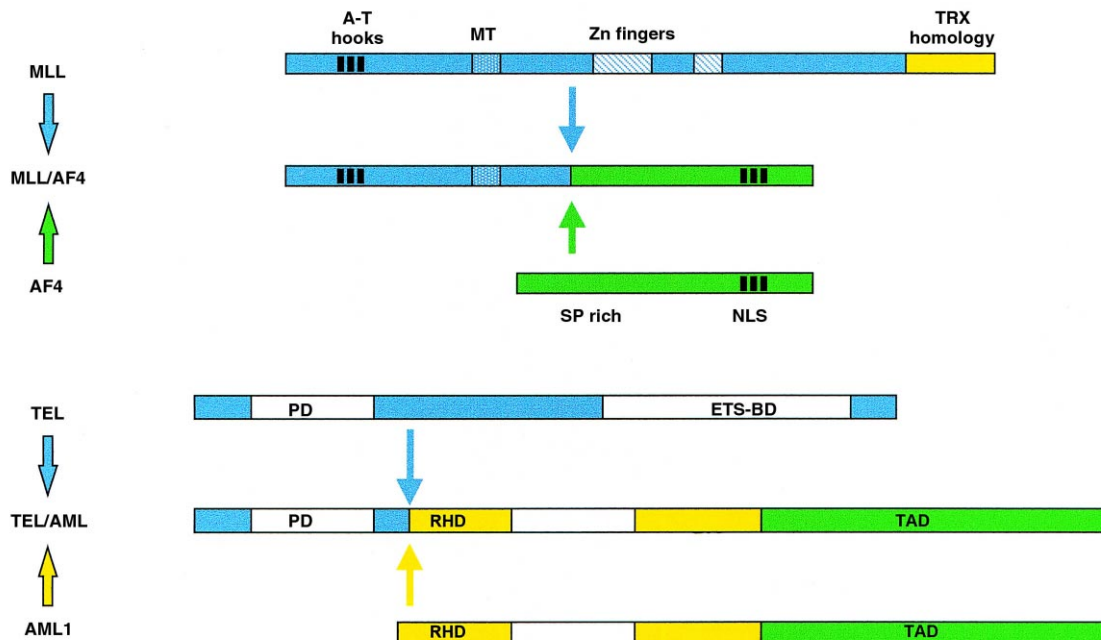 A-T
hooks
MT
Zn fingers
TRX
homology
MLL
MLL/AF4
AF4
SP rich
NLS
TEL
PD
ETS-BD
TEL/AML
PD
RHD
TAD
AML1
RHD
TAD